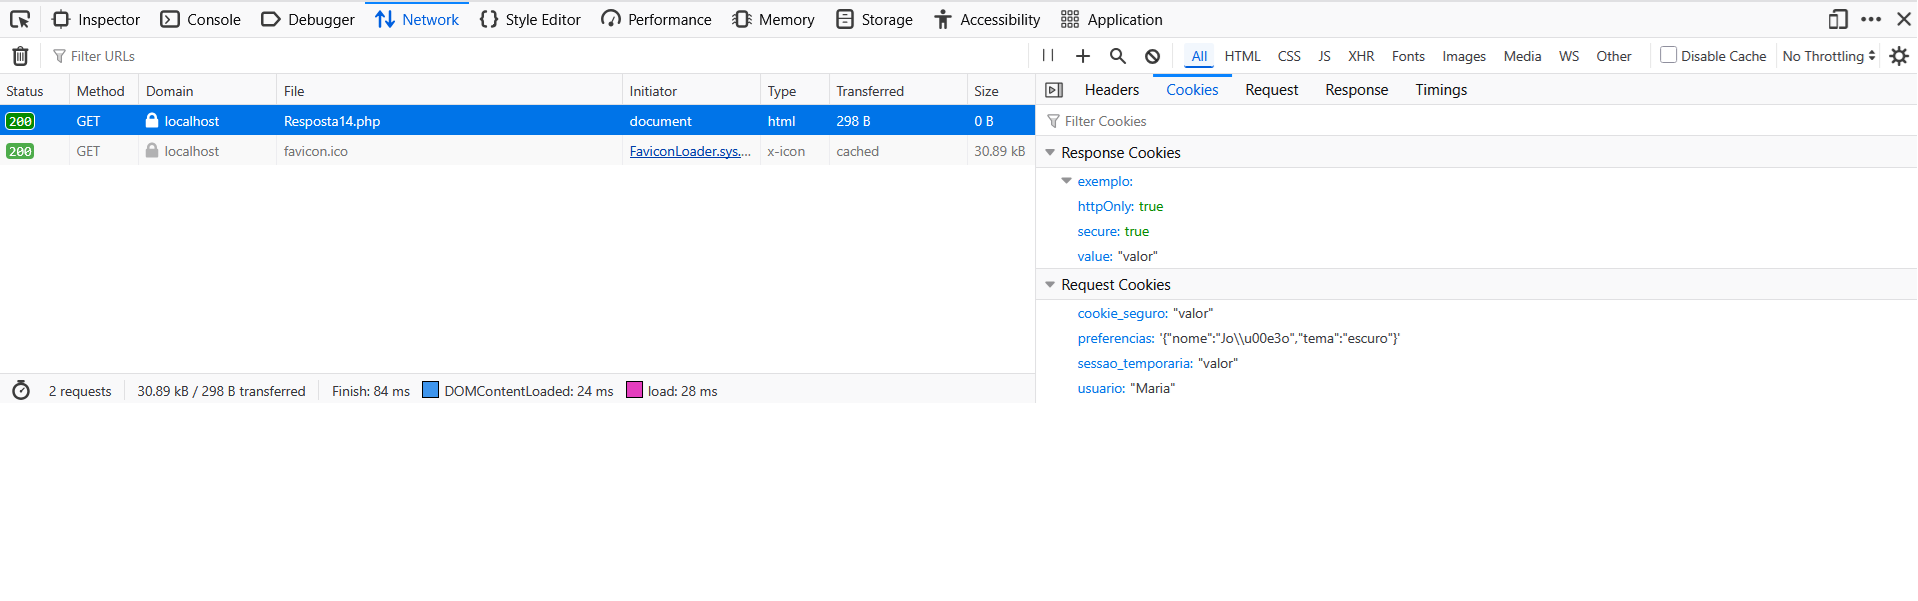 Inspector Console Debugger Network Style Editor Performance Memory Storage Accessibility Application
Filter URLs
All HTML CSS JS XHR Fonts Images Media WS Other Disable Cache No Throttling
Status Method Domain File Initiator Type Transferred Size
200 GET localhost Resposta14.php document html 298 B 0 B
200 GET localhost favicon.ico FaviconLoader.sys.... x-icon cached 30.89 kB
2 requests 30.89 kB / 298 B transferred Finish: 84 ms DOMContentLoaded: 24 ms load: 28 ms
Headers Cookies Request Response Timings
Filter Cookies
Response Cookies
exemplo:
httpOnly: true
secure: true
value: "valor"
Request Cookies
cookie_seguro: "valor"
preferencias: '{"nome":"Jo\\u00e3o","tema":"escuro"}'
sessao_temporaria: "valor"
usuario: "Maria"